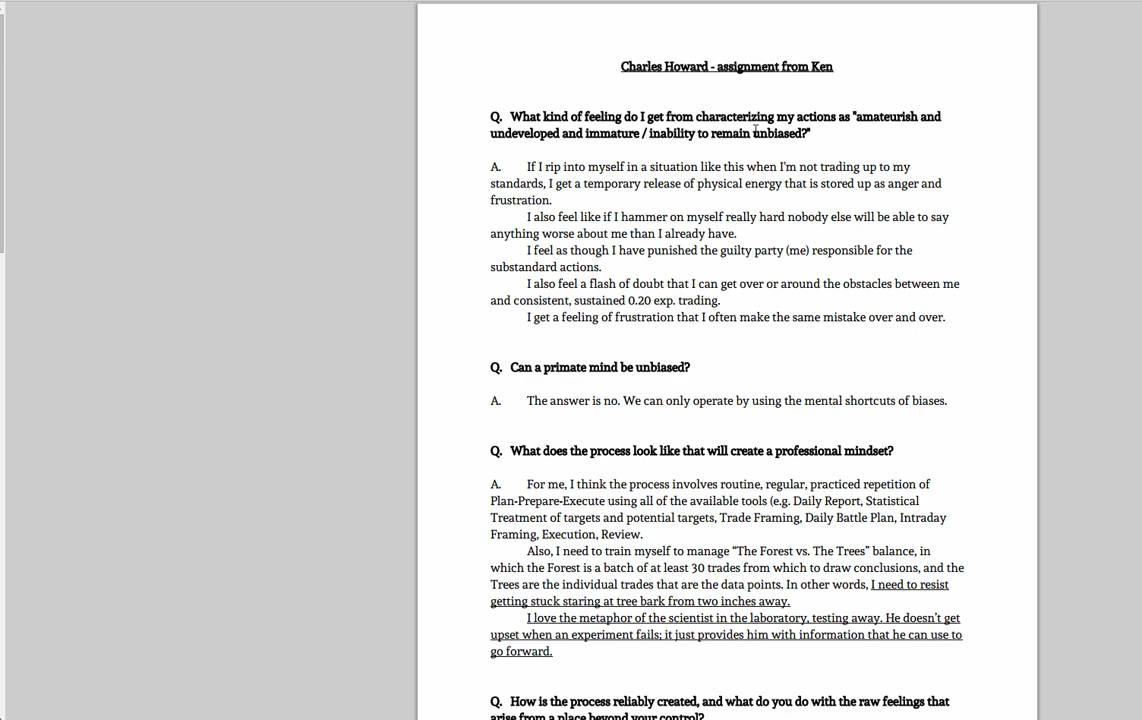 Charles Howard - assignment from Ken
Q. What kind of feeling do I get from characterizing my actions as "amateurish and
undeveloped and immature / inability to remain unbiased?"
A. If I rip into myself in a situation like this when I'm not trading up to my
standards, I get a temporary release of physical energy that is stored up as anger and
frustration.
I also feel like if I hammer on myself really hard nobody else will be able to say
anything worse about me than I already have.
I feel as though I have punished the guilty party (me) responsible for the
substandard actions.
I also feel a flash of doubt that I can get over or around the obstacles between me
and consistent, sustained 0.20 exp. trading.
I get a feeling of frustration that I often make the same mistake over and over.
Q. Can a primate mind be unbiased?
A. The answer is no. We can only operate by using the mental shortcuts of biases.
Q. What does the process look like that will create a professional mindset?
A. For me, I think the process involves routine, regular, practiced repetition of
Plan-Prepare-Execute using all of the available tools (e.g. Daily Report, Statistical
Treatment of targets and potential targets, Trade Framing, Daily Battle Plan, Intraday
Framing, Execution, Review.
Also, I need to train myself to manage “The Forest vs. The Trees” balance, in
which the Forest is a batch of at least 30 trades from which to draw conclusions, and the
Trees are the individual trades that are the data points. In other words, I need to resist
getting stuck staring at tree bark from two inches away.
I love the metaphor of the scientist in the laboratory, testing away. He doesn't get
upset when an experiment fails; it just provides him with information that he can use to
go forward.
Q. How is the process reliably created, and what do you do with the raw feelings that
arise from a place beyond your control?